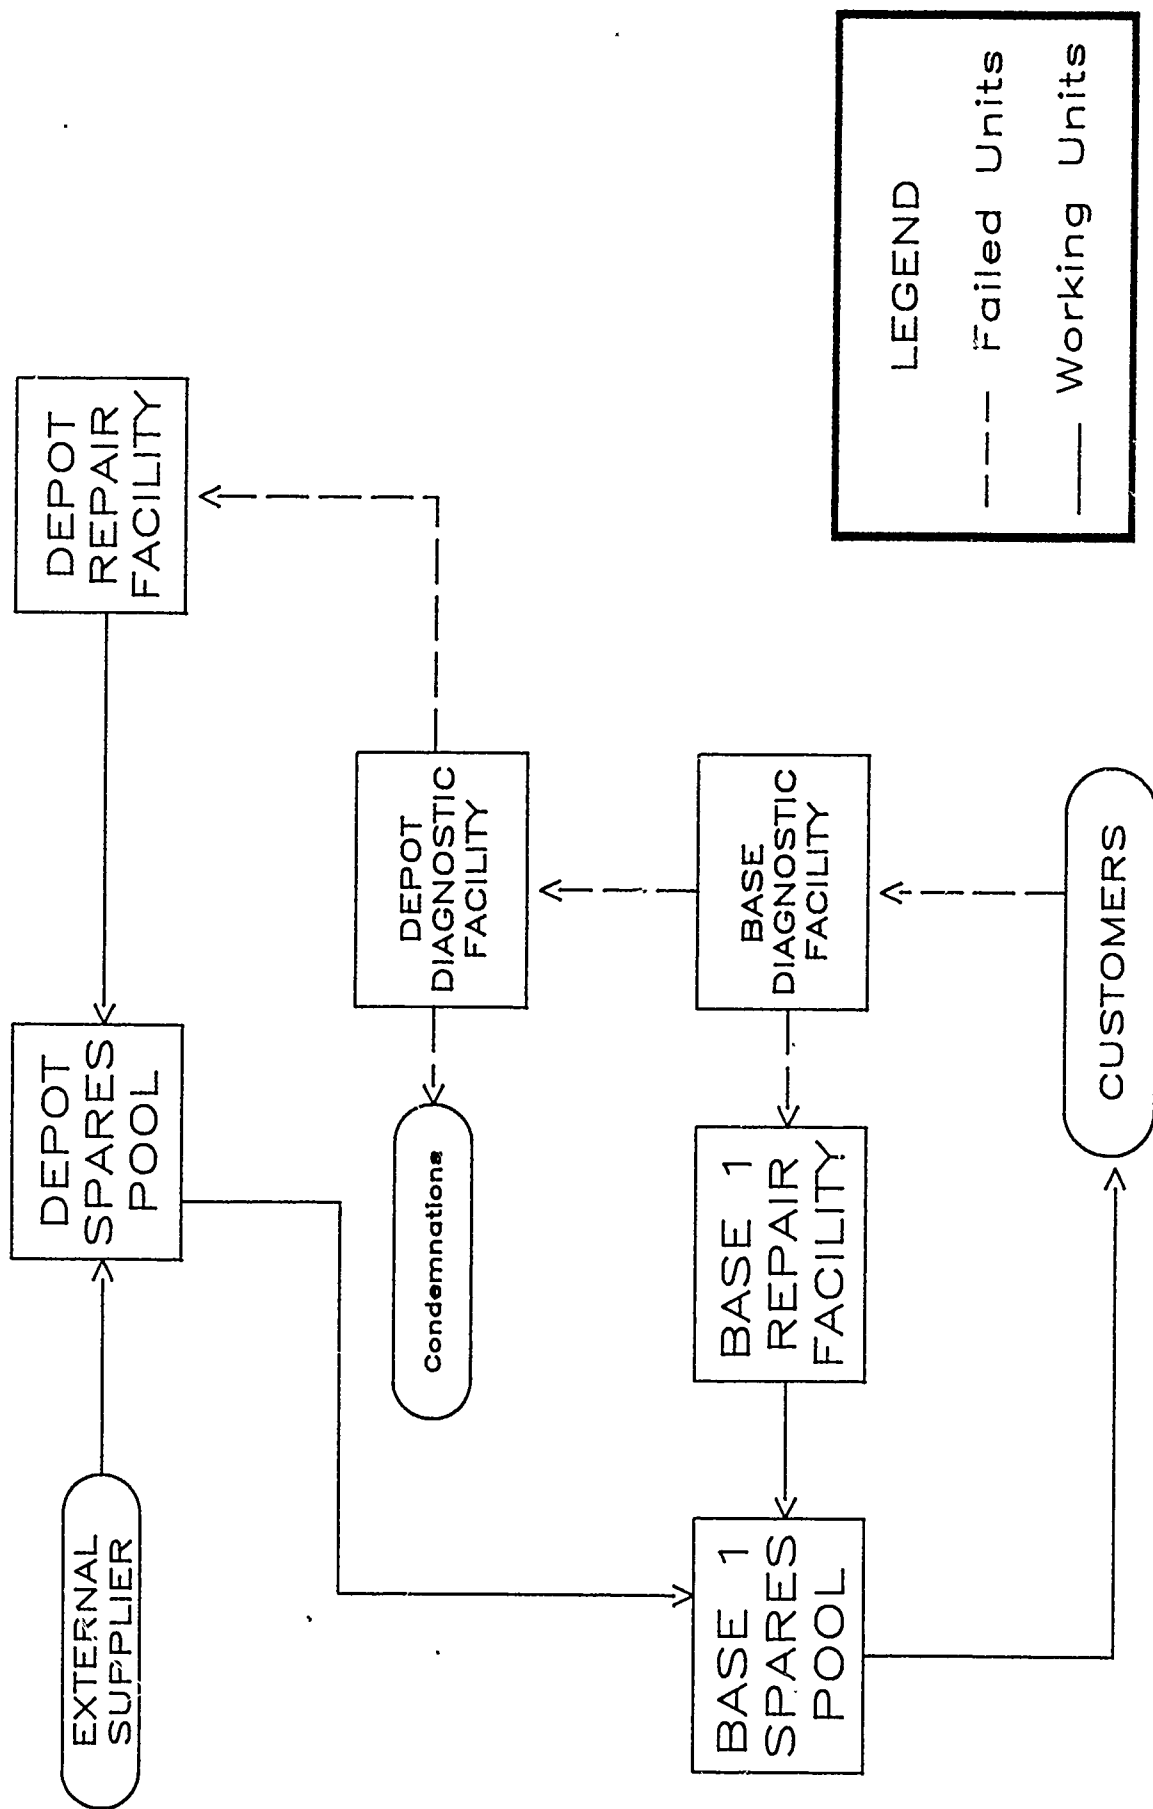 EXTERNAL
SUPPLIER
DEPOT
SPARES
POOL
DEPOT
REPAIR
FACILITY
Condemnations
DEPOT
DIAGNOSTIC
FACILITY
BASE 1
SPARES
POOL
BASE 1
REPAIR
FACILITY
BASE
DIAGNOSTIC
FACILITY
CUSTOMERS
LEGEND
Failed Units
Working Units